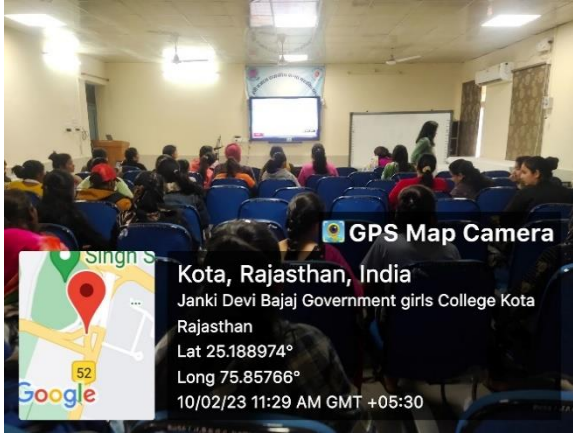 GPS Map Camera
Singh S
52
Google
Kota, Rajasthan, India
Janki Devi Bajaj Government girls College Kota
Rajasthan
Lat 25.188974°
Long 75.85766°
10/02/23 11:29 AM GMT +05:30